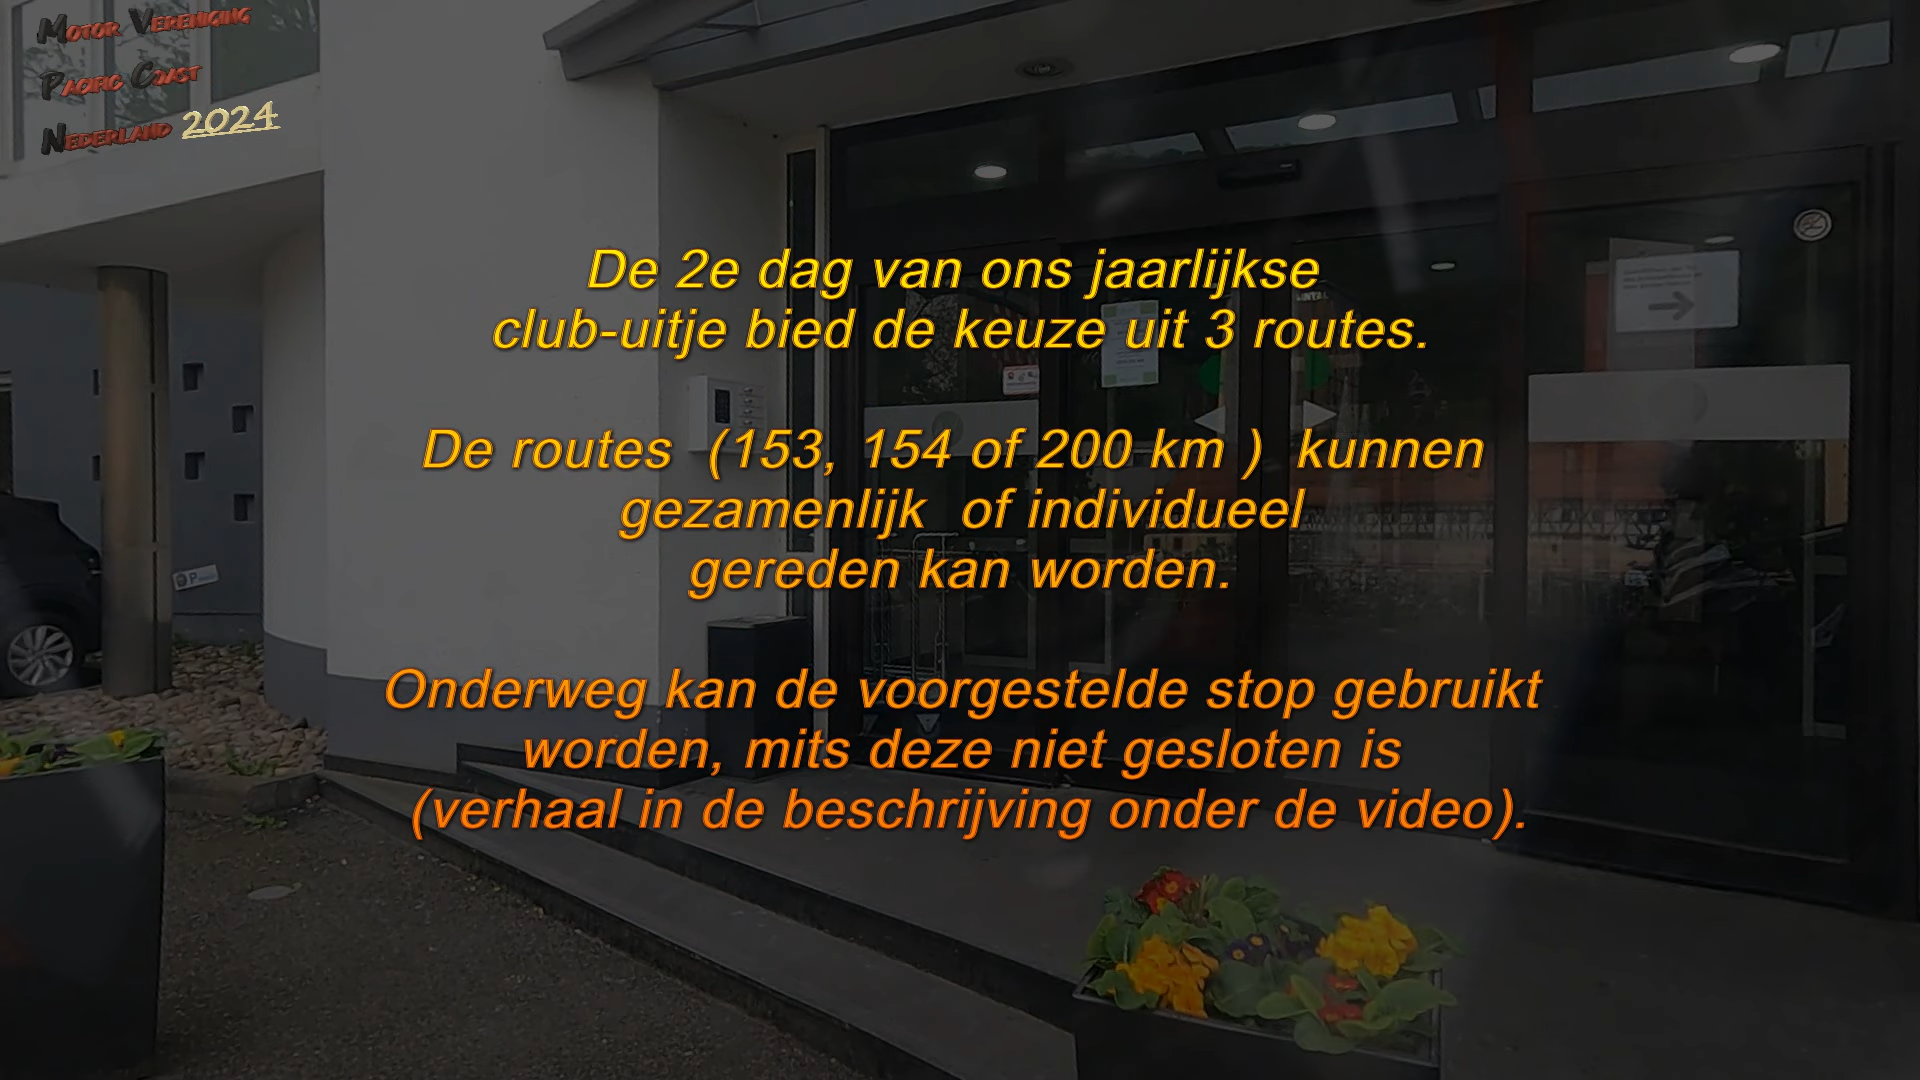 Motor Vereniging
Pacific Coast
Nederland 2024
De 2e dag van ons jaarlijkse
club-uitje bied de keuze uit 3 routes.
De routes (153, 154 of 200 km ) kunnen
gezamenlijk of individueel
gereden kan worden.
Onderweg kan de voorgestelde stop gebruikt
worden, mits deze niet gesloten is
(verhaal in de beschrijving onder de video).